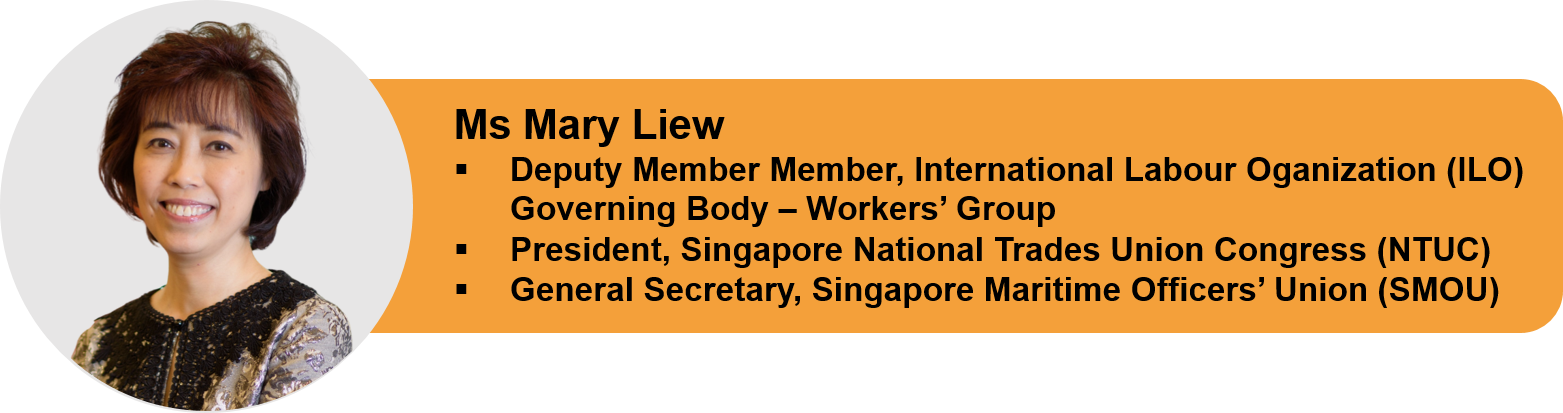 Ms Mary Liew
▪ Deputy Member Member, International Labour Oganization (ILO)
Governing Body – Workers’ Group
▪ President, Singapore National Trades Union Congress (NTUC)
▪ General Secretary, Singapore Maritime Officers’ Union (SMOU)